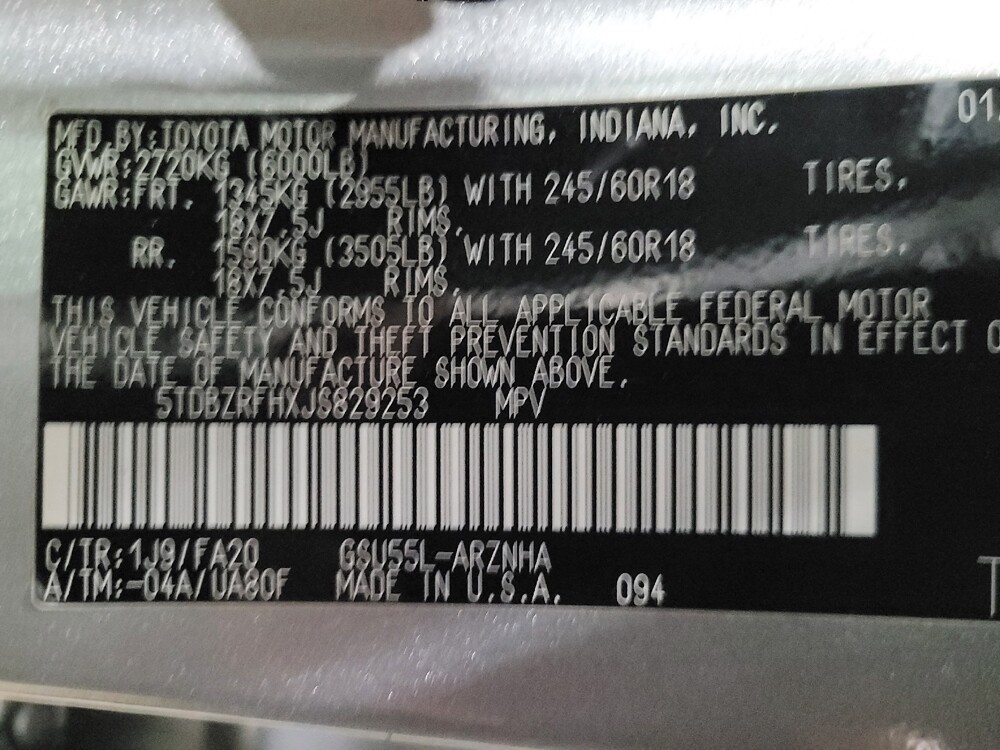 MFD.BY:TOYOTA MOTOR MANUFACTURING, INDIANA, INC. 01
GVWR:2720KG (6000LB)
GAWR:FRT. 1345KG (2955LB) WITH 245/60R18 TIRES,
18X7.5J RIMS,
RR. 1590KG (3505LB) WITH 245/60R18 TIRES,
18X7.5J RIMS.
THIS VEHICLE CONFORMS TO ALL APPLICABLE FEDERAL MOTOR
VEHICLE SAFETY AND THEFT PREVENTION STANDARDS IN EFFECT O
THE DATE OF MANUFACTURE SHOWN ABOVE.
5TDBZRFHXJS829253 MPV
C/TR:1J9/FA20 GSU55L-ARZNHA
A/TM:-04A/UA80F MADE IN U.S.A. 094